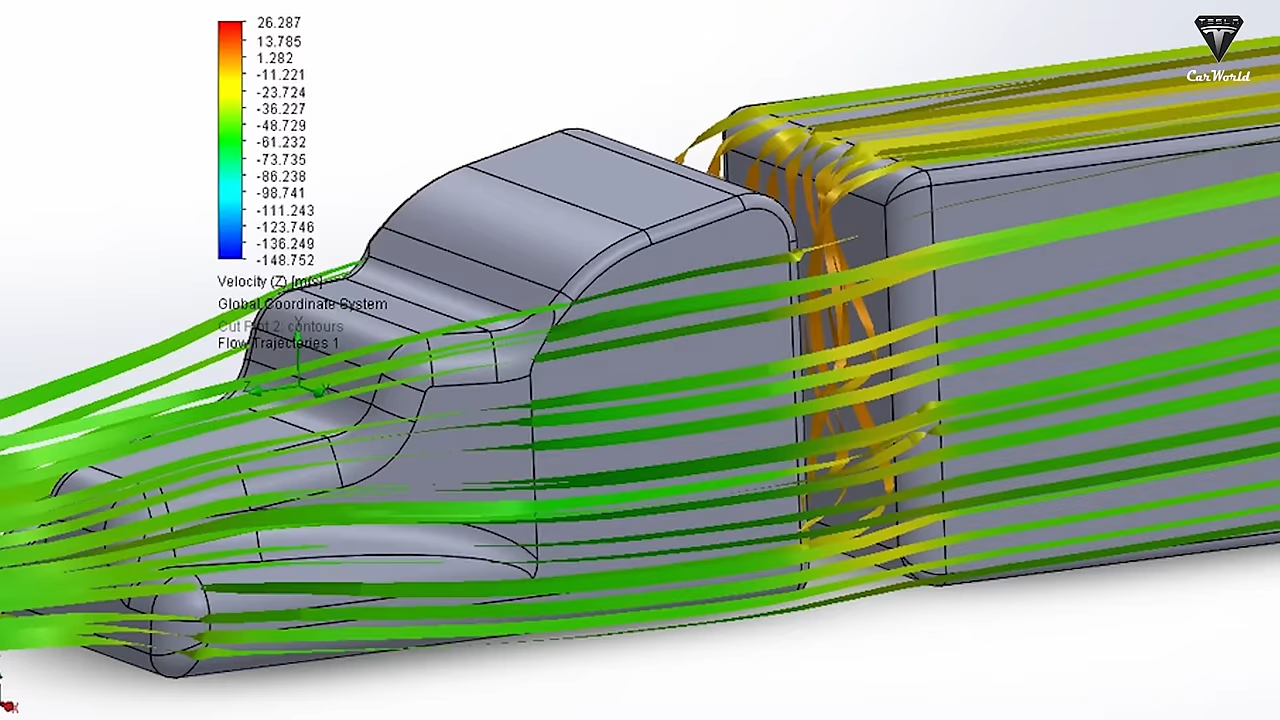 26.287
13.785
1.282
-11.221
-23.724
-36.227
-48.729
-61.232
-73.735
-86.238
-98.741
-111.243
-123.746
-136.249
-148.752
Velocity (Z) [m/s]
Global Coordinate System
Cut Plot 2: contours
Flow Trajectories 1
Y
Z
X
X
TESLA
CarWorld